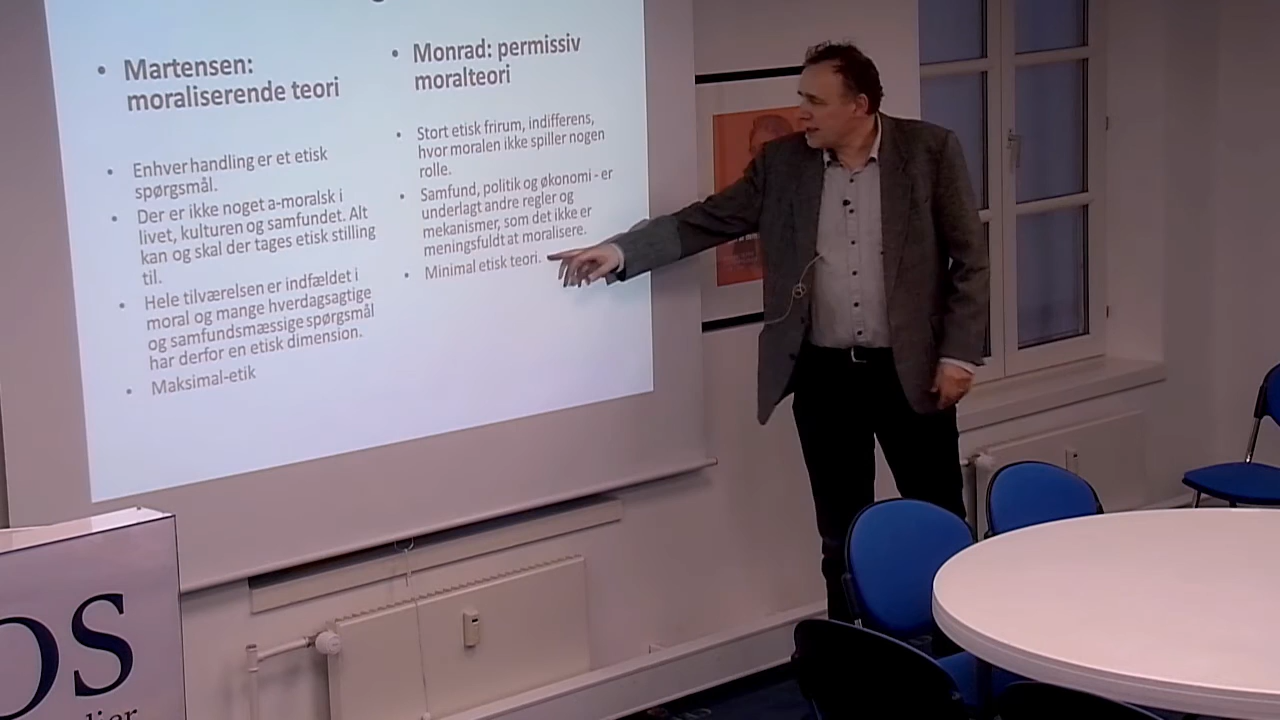 Martensen:
moraliserende teori
Enhver handling er et etisk
spørgsmål.
Der er ikke noget a-moralsk i
livet, kulturen og samfundet. Alt
kan og skal der tages etisk stilling
til.
Hele tilværelsen er indfældet i
moral og mange hverdagsagtige
og samfundsmæssige spørgsmål
har derfor en etisk dimension.
Maksimal-etik
Monrad: permissiv
moralteori
Stort etisk frirum, indifferens,
hvor moralen ikke spiller nogen
rolle.
Samfund, politik og økonomi - er
underlagt andre regler og
mekanismer, som det ikke er
meningsfuldt at moralisere.
Minimal etisk teori.
OS